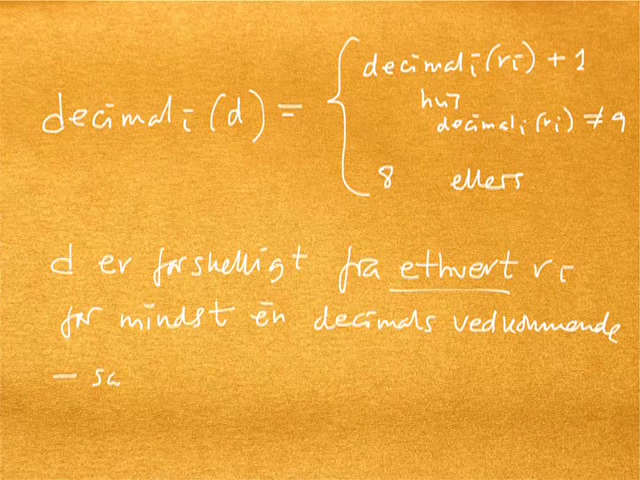 decimal_i(d) = { decimal_i(r_i) + 1
hvis
decimal_i(r_i) ≠ 9
8 ellers
d er forskelligt fra ethvert r_i
for mindst én decimals vedkommende
– så